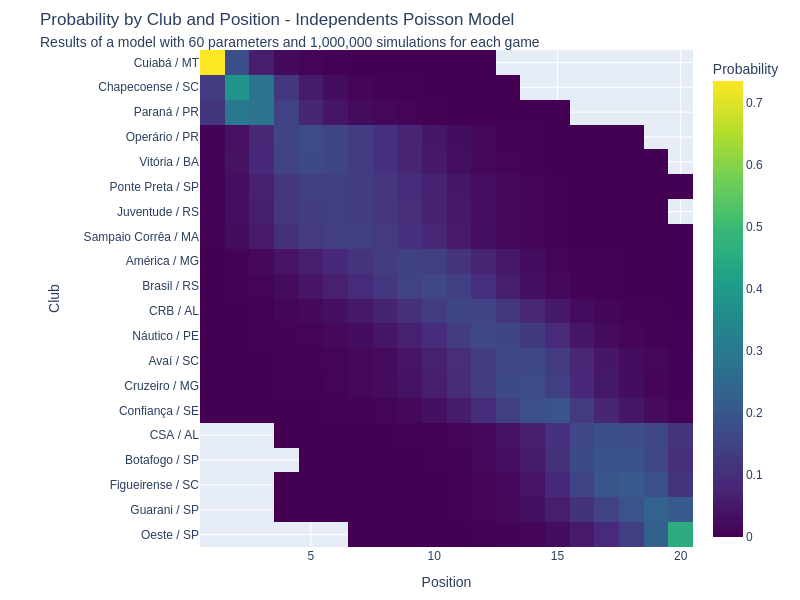 Probability by Club and Position - Independents Poisson Model
Results of a model with 60 parameters and 1,000,000 simulations for each game
Probability
Cuiabá / MT
Chapecoense / SC
Paraná / PR
Operário / PR
Vitória / BA
Ponte Preta / SP
Juventude / RS
Sampaio Corrêa / MA
América / MG
Brasil / RS
CRB / AL
Náutico / PE
Avaí / SC
Cruzeiro / MG
Confiança / SE
CSA / AL
Botafogo / SP
Figueirense / SC
Guarani / SP
Oeste / SP
Club
5
10
15
20
Position
0.7
0.6
0.5
0.4
0.3
0.2
0.1
0